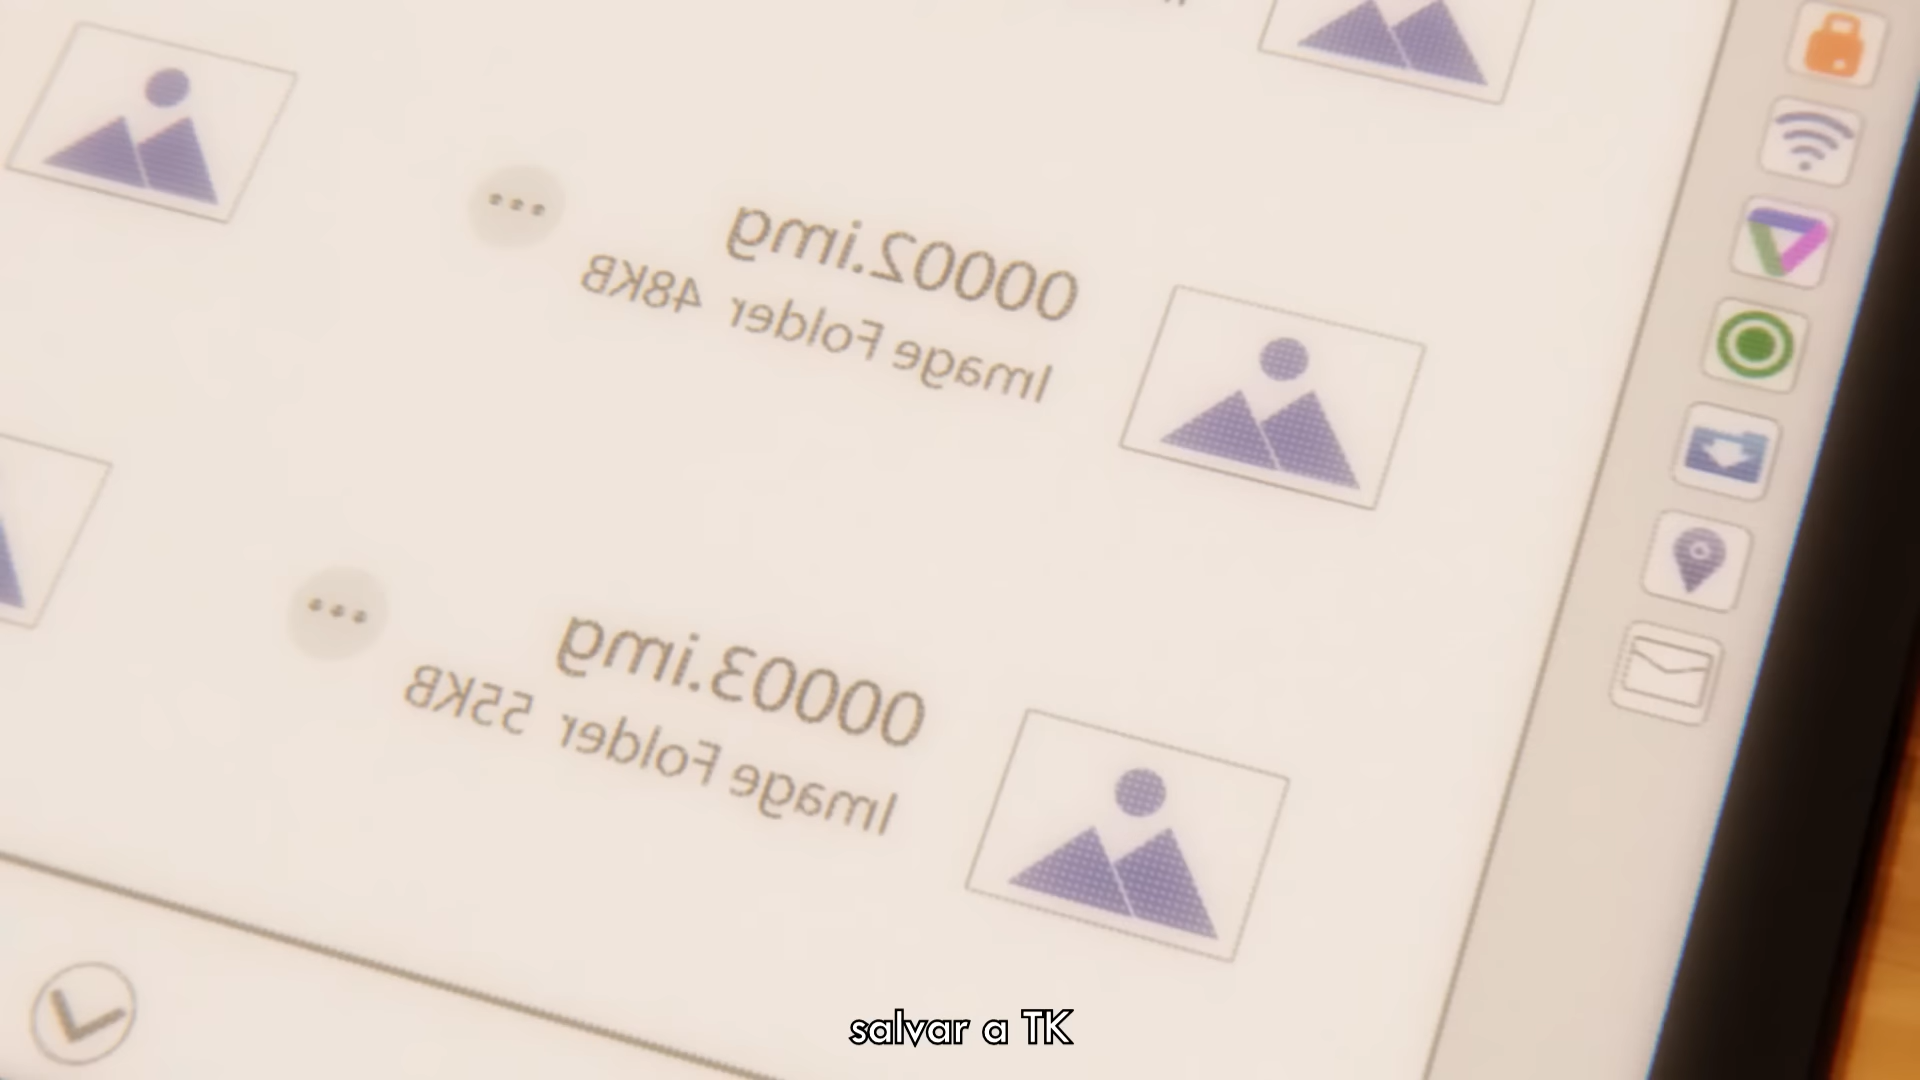 00002.img
Image Folder 48KB
00003.img
Image Folder 55KB
salvar a TK